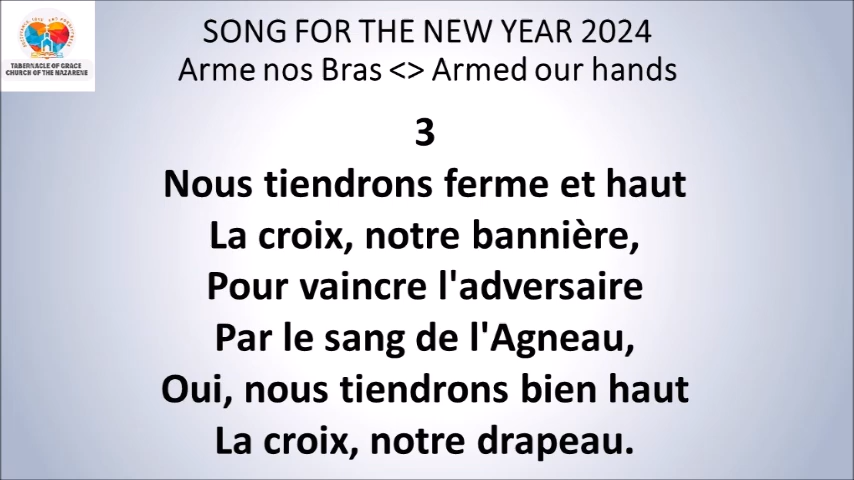 SONG FOR THE NEW YEAR 2024
Arme nos Bras <> Armed our hands
TABERNACLE OF GRACE
CHURCH OF THE NAZARENE
3
Nous tiendrons ferme et haut
La croix, notre bannière,
Pour vaincre l'adversaire
Par le sang de l'Agneau,
Oui, nous tiendrons bien haut
La croix, notre drapeau.